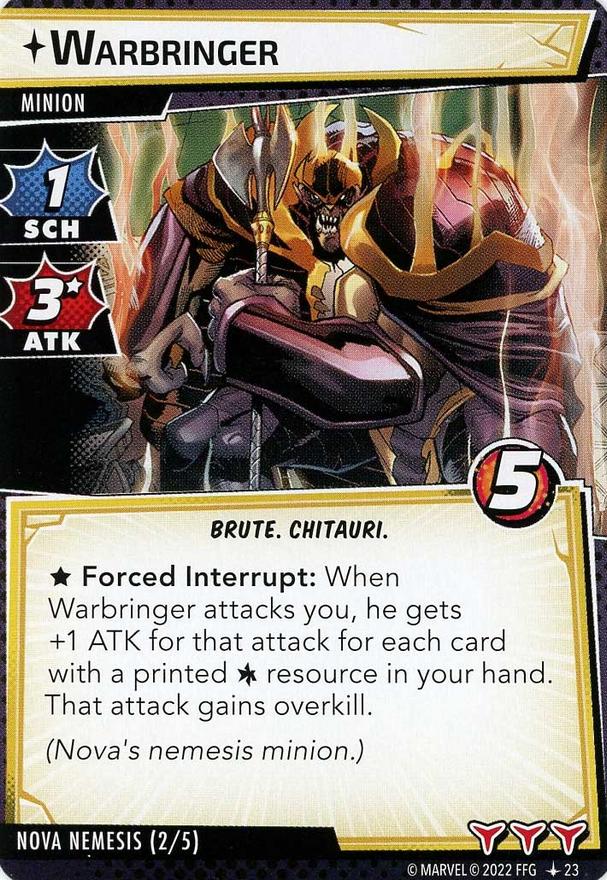 WARBRINGER
MINION
1
SCH
3
ATK
5
BRUTE. CHITAURI.
★ Forced Interrupt: When
Warbringer attacks you, he gets
+1 ATK for that attack for each card
with a printed resource in your hand.
That attack gains overkill.
(Nova's nemesis minion.)
NOVA NEMESIS (2/5)
© MARVEL © 2022 FFG 23